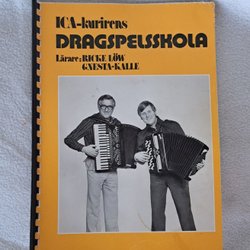 ICA-kurirens
DRAGSPELSSKOLA
Lärare: RICKE LÖW
GNESTA-KALLE